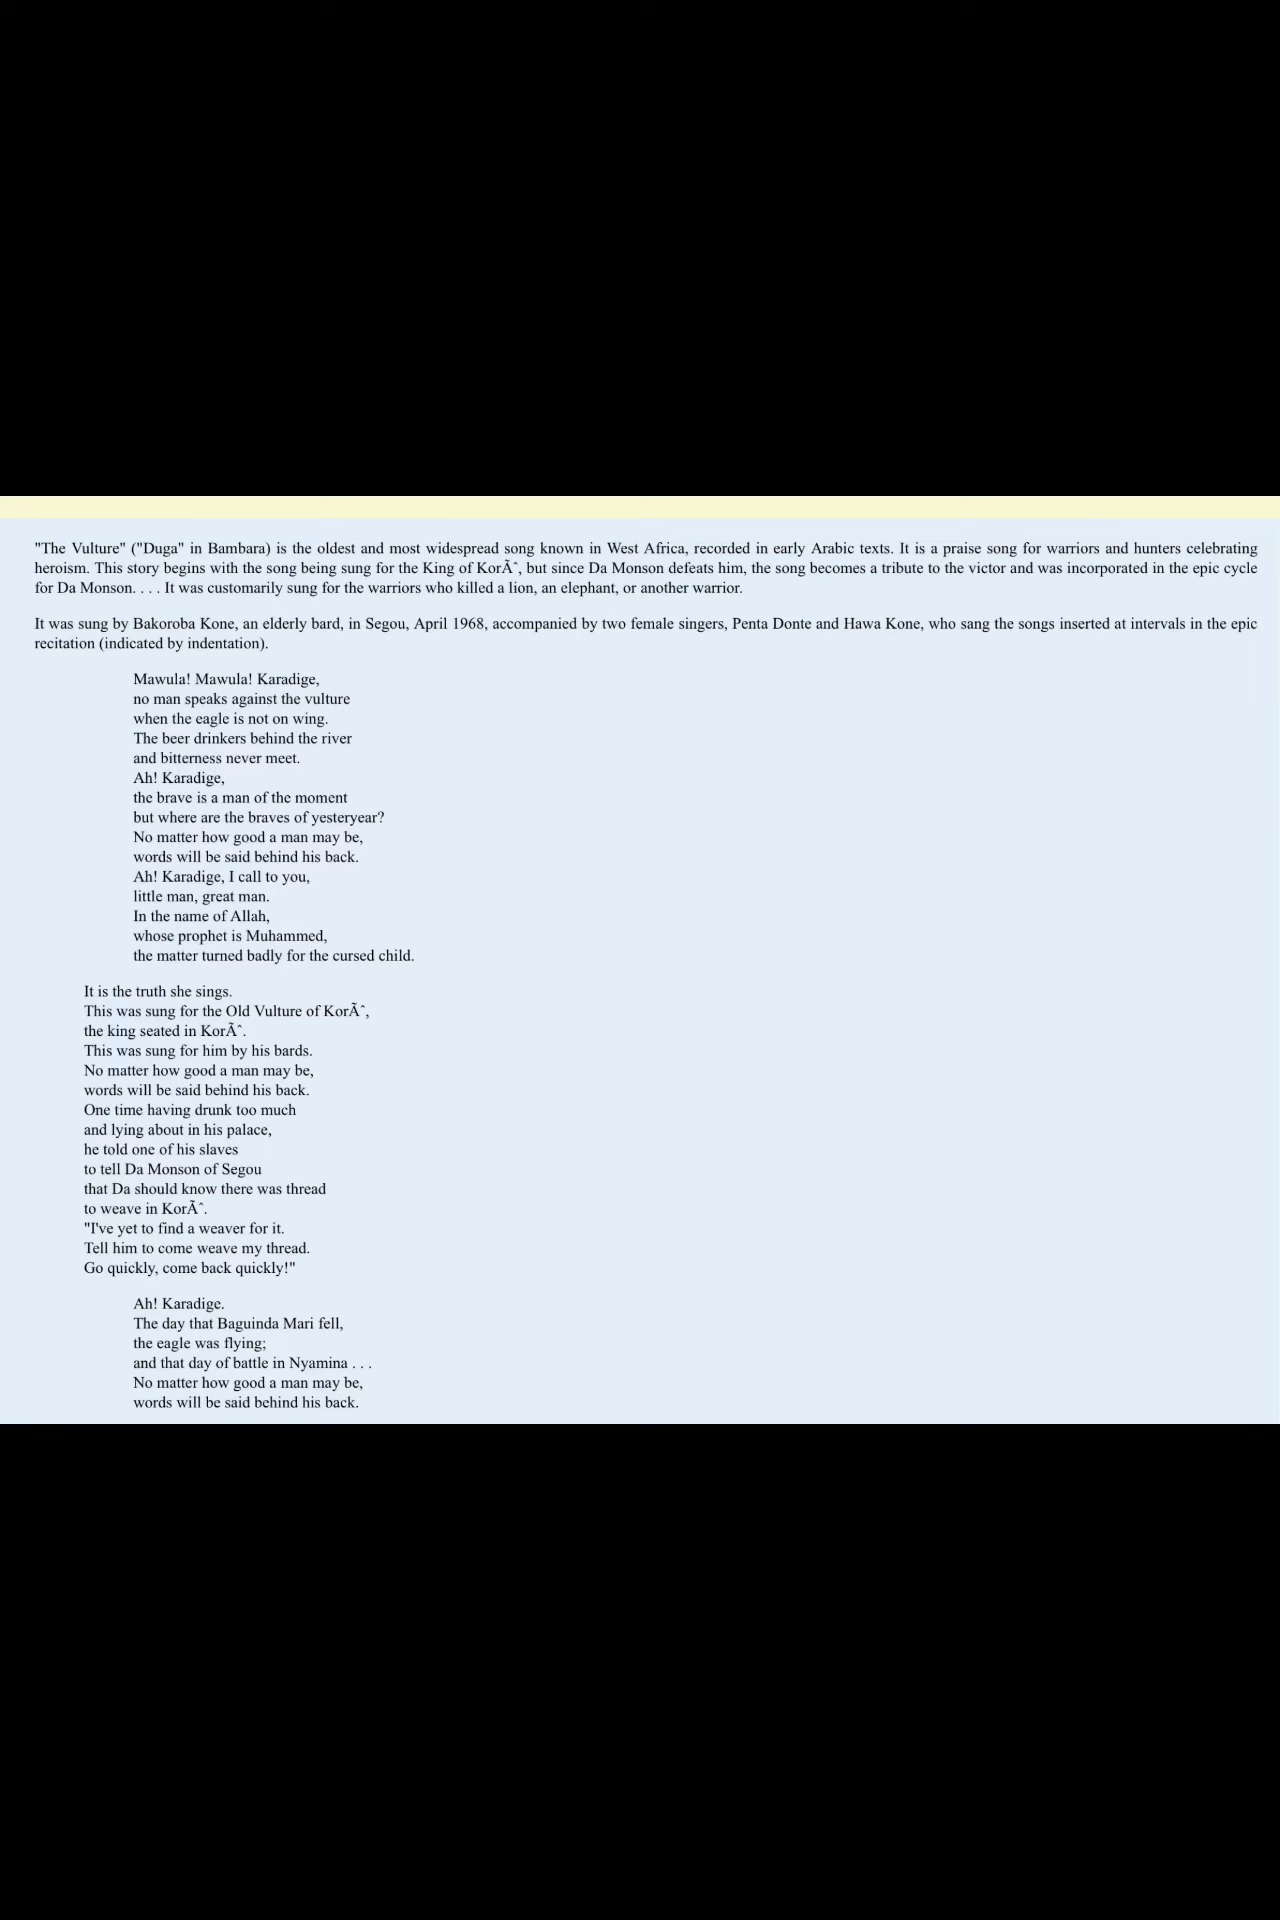 "The Vulture" ("Duga" in Bambara) is the oldest and most widespread song known in West Africa, recorded in early Arabic texts. It is a praise song for warriors and hunters celebrating
heroism. This story begins with the song being sung for the King of KorÃˆ, but since Da Monson defeats him, the song becomes a tribute to the victor and was incorporated in the epic cycle
for Da Monson. . . . It was customarily sung for the warriors who killed a lion, an elephant, or another warrior.
It was sung by Bakoroba Kone, an elderly bard, in Segou, April 1968, accompanied by two female singers, Penta Donte and Hawa Kone, who sang the songs inserted at intervals in the epic
recitation (indicated by indentation).
Mawula! Mawula! Karadige,
no man speaks against the vulture
when the eagle is not on wing.
The beer drinkers behind the river
and bitterness never meet.
Ah! Karadige,
the brave is a man of the moment
but where are the braves of yesteryear?
No matter how good a man may be,
words will be said behind his back.
Ah! Karadige, I call to you,
little man, great man.
In the name of Allah,
whose prophet is Muhammed,
the matter turned badly for the cursed child.
It is the truth she sings.
This was sung for the Old Vulture of KorÃˆ,
the king seated in KorÃˆ.
This was sung for him by his bards.
No matter how good a man may be,
words will be said behind his back.
One time having drunk too much
and lying about in his palace,
he told one of his slaves
to tell Da Monson of Segou
that Da should know there was thread
to weave in KorÃˆ.
"I've yet to find a weaver for it.
Tell him to come weave my thread.
Go quickly, come back quickly!"
Ah! Karadige.
The day that Baguinda Mari fell,
the eagle was flying;
and that day of battle in Nyamina . . .
No matter how good a man may be,
words will be said behind his back.